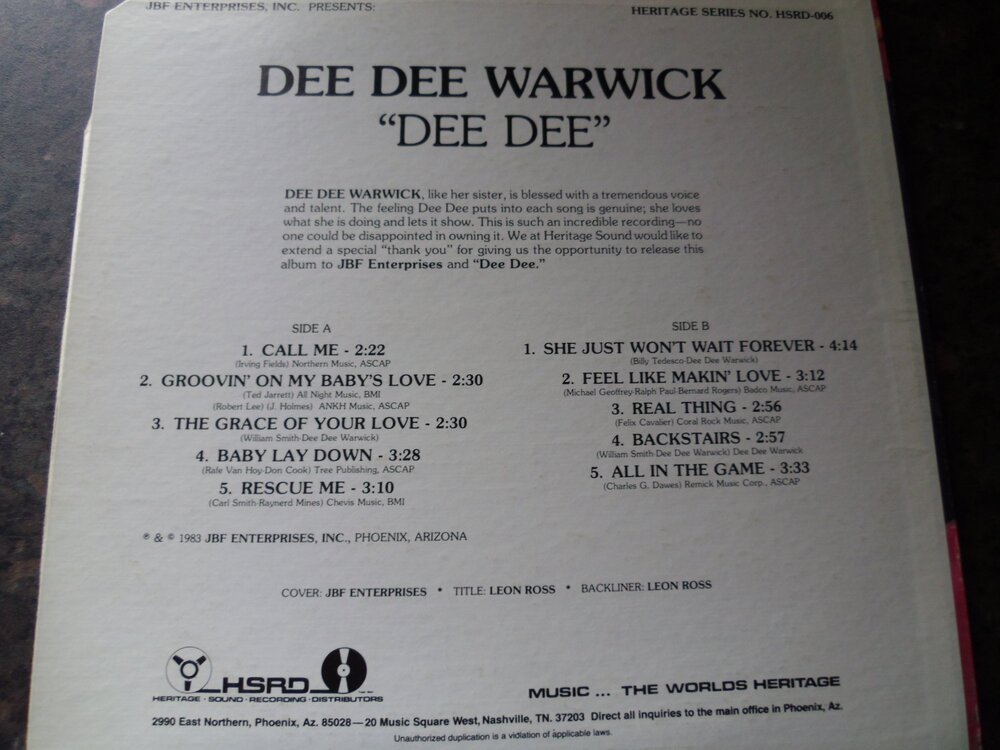 JBF ENTERPRISES, INC. PRESENTS:
HERITAGE SERIES NO. HSRD-006
DEE DEE WARWICK
“DEE DEE”
DEE DEE WARWICK, like her sister, is blessed with a tremendous voice
and talent. The feeling Dee Dee puts into each song is genuine; she loves
what she is doing and lets it show. This is such an incredible recording—no
one could be disappointed in owning it. We at Heritage Sound would like to
extend a special “thank you” for giving us the opportunity to release this
album to JBF Enterprises and “Dee Dee.”
SIDE A
1. CALL ME - 2:22
(Irving Fields) Northern Music, ASCAP
2. GROOVIN’ ON MY BABY’S LOVE - 2:30
(Ted Jarrett) All Night Music, BMI
(Robert Lee) (J. Holmes) ANKH Music, ASCAP
3. THE GRACE OF YOUR LOVE - 2:30
(William Smith-Dee Dee Warwick)
4. BABY LAY DOWN - 3:28
(Rafe Van Hoy-Don Cook) Tree Publishing, ASCAP
5. RESCUE ME - 3:10
(Carl Smith-Raynerd Mines) Chevis Music, BMI
SIDE B
1. SHE JUST WON’T WAIT FOREVER - 4:14
(Billy Tedesco-Dee Dee Warwick)
2. FEEL LIKE MAKIN’ LOVE - 3:12
(Michael Geoffrey-Ralph Paul-Bernard Rogers) Badco Music, ASCAP
3. REAL THING - 2:56
(Felix Cavalier) Coral Rock Music, ASCAP
4. BACKSTAIRS - 2:57
(William Smith-Dee Dee Warwick) Dee Dee Warwick
5. ALL IN THE GAME - 3:33
(Charles G. Dawes) Remick Music Corp., ASCAP
℗ & © 1983 JBF ENTERPRISES, INC., PHOENIX, ARIZONA
COVER: JBF ENTERPRISES • TITLE: LEON ROSS • BACKLINER: LEON ROSS
HSRD
HERITAGE · SOUND · RECORDING · DISTRIBUTORS
MUSIC ... THE WORLDS HERITAGE
2990 East Northern, Phoenix, Az. 85028—20 Music Square West, Nashville, TN. 37203 Direct all inquiries to the main office in Phoenix, Az.
Unauthorized duplication is a violation of applicable laws.